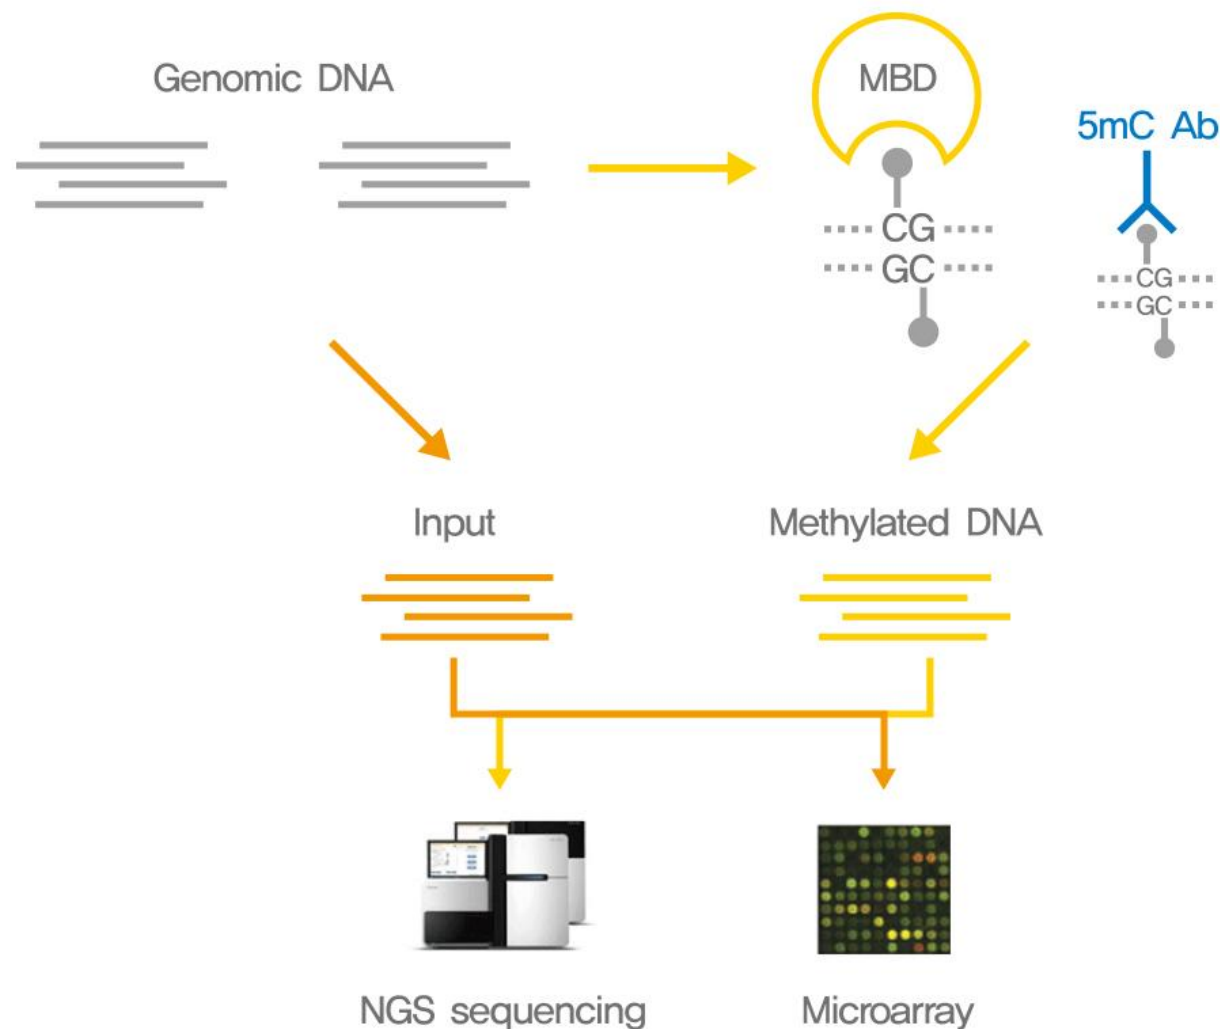 Genomic DNA
MBD
5mC Ab
CG
GC
CG
GC
Input
Methylated DNA
NGS sequencing
Microarray